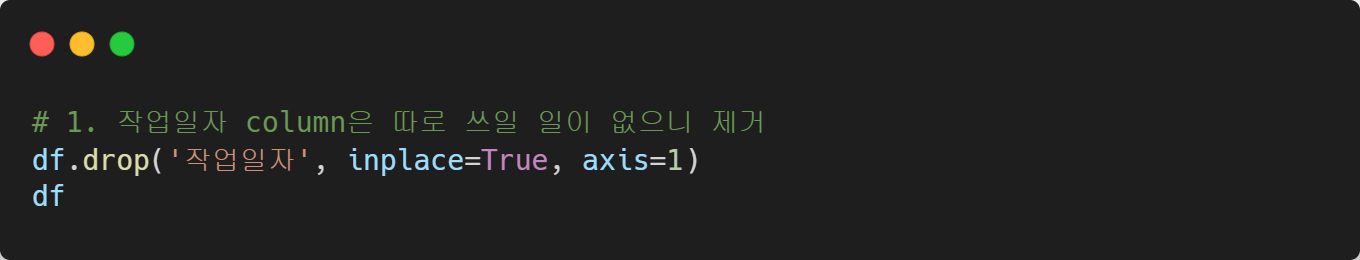 # 1. 작업일자 column은 따로 쓰일 일이 없으니 제거
df.drop('작업일자', inplace=True, axis=1)
df